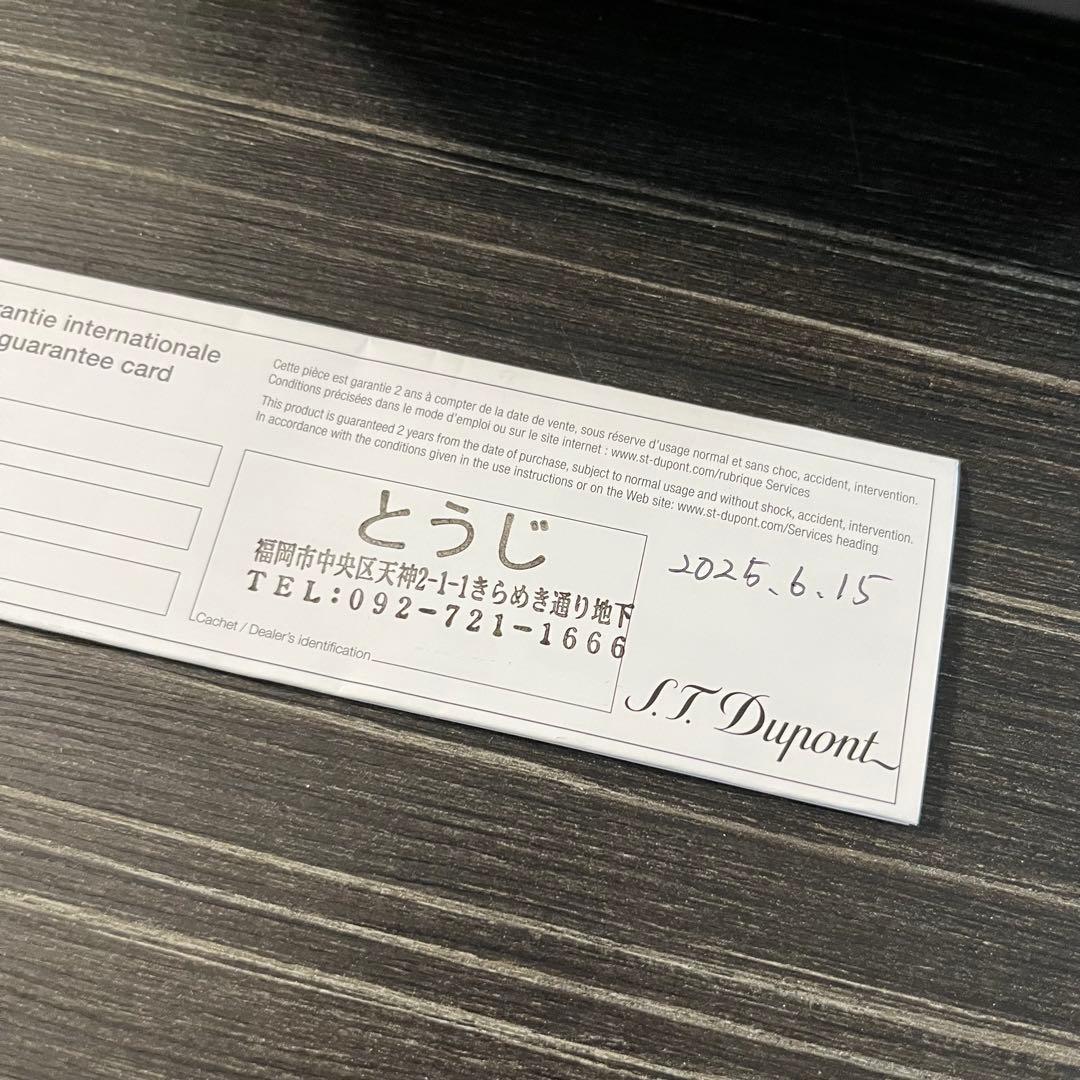 rantie internationale
guarantee card
Cette pièce est garantie 2 ans à compter de la date de vente, sous réserve d'usage normal et sans choc, accident, intervention.
Conditions précisées dans le mode d'emploi ou sur le site internet : www.st-dupont.com/rubrique Services
This product is guaranteed 2 years from the date of purchase, subject to normal usage and without shock, accident, intervention.
In accordance with the conditions given in the use instructions or on the Web site: www.st-dupont.com/Services heading
とうじ
福岡市中央区天神2-1-1きらめき通り地下
TEL:092-721-1666
Cachet / Dealer's identification
2025.6.15
S.T. Dupont